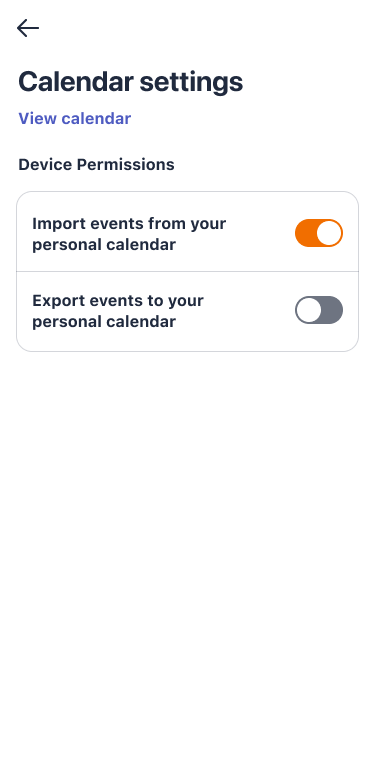 Calendar settings
View calendar
Device Permissions
Import events from your
personal calendar
Export events to your
personal calendar